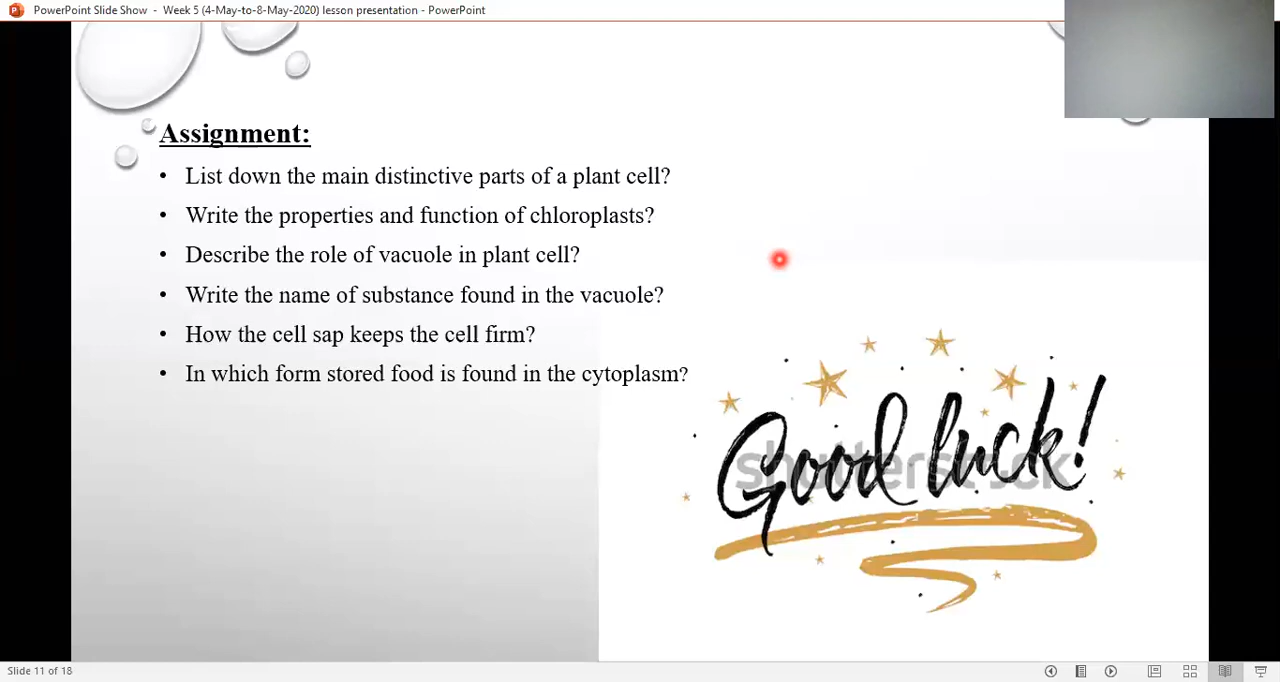 PowerPoint Slide Show - Week 5 (4-May-to-8-May-2020) lesson presentation - PowerPoint
Assignment:
• List down the main distinctive parts of a plant cell?
• Write the properties and function of chloroplasts?
• Describe the role of vacuole in plant cell?
• Write the name of substance found in the vacuole?
• How the cell sap keeps the cell firm?
• In which form stored food is found in the cytoplasm?
Good luck!
shutterstock
Slide 11 of 18